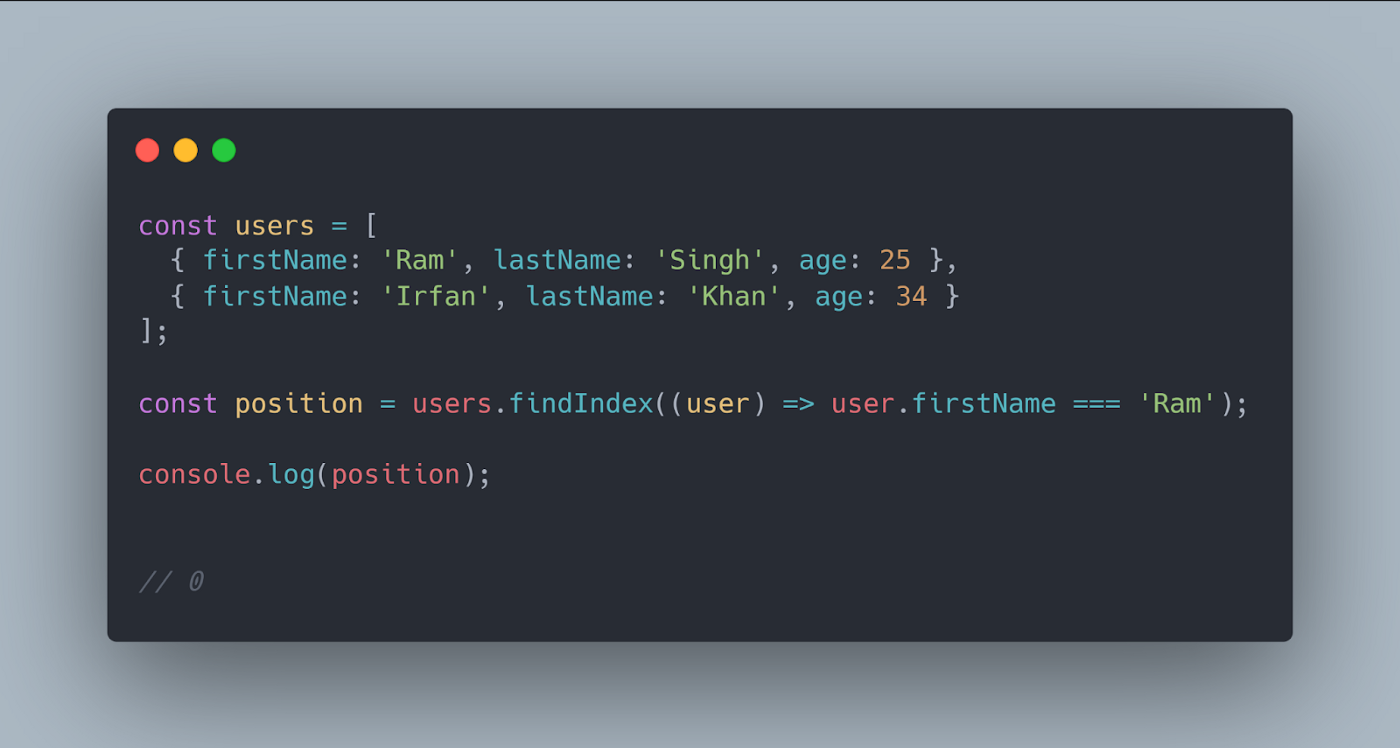 const users = [
  { firstName: 'Ram', lastName: 'Singh', age: 25 },
  { firstName: 'Irfan', lastName: 'Khan', age: 34 }
];
const position = users.findIndex((user) => user.firstName === 'Ram');
console.log(position);
// 0